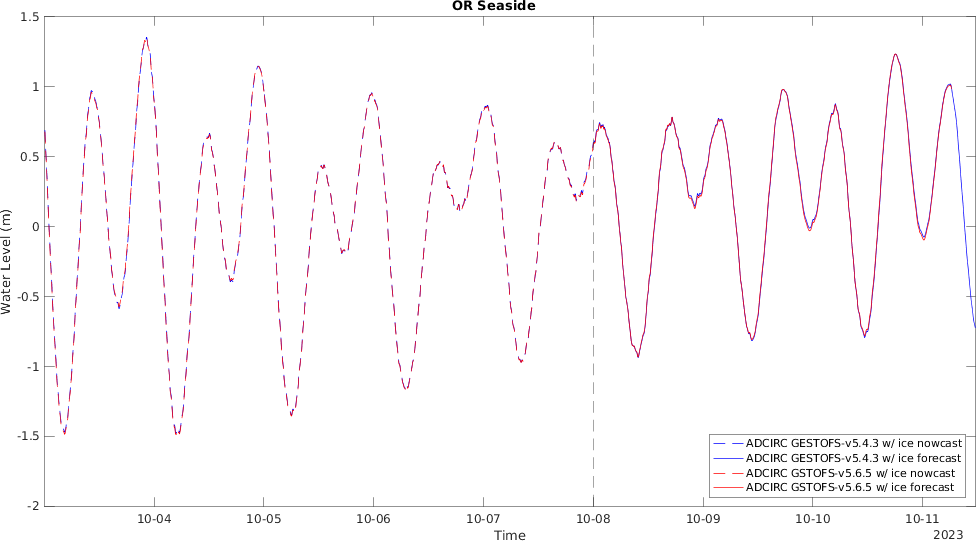 OR Seaside
1.5
1
0.5
0
-0.5
-1
-1.5
-2
Water Level (m)
10-04
10-05
10-06
10-07
10-08
10-09
10-10
10-11
Time
2023
ADCIRC GESTOFS-v5.4.3 w/ ice nowcast
ADCIRC GESTOFS-v5.4.3 w/ ice forecast
ADCIRC GSTOFS-v5.6.5 w/ ice nowcast
ADCIRC GSTOFS-v5.6.5 w/ ice forecast